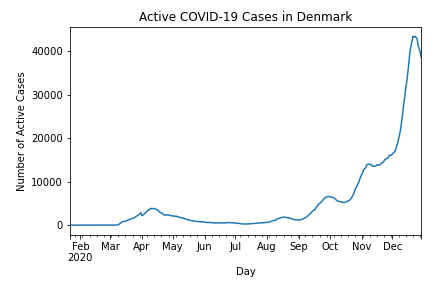 Active COVID-19 Cases in Denmark
Number of Active Cases
40000
30000
20000
10000
0
Feb Mar Apr May Jun Jul Aug Sep Oct Nov Dec
2020
Day